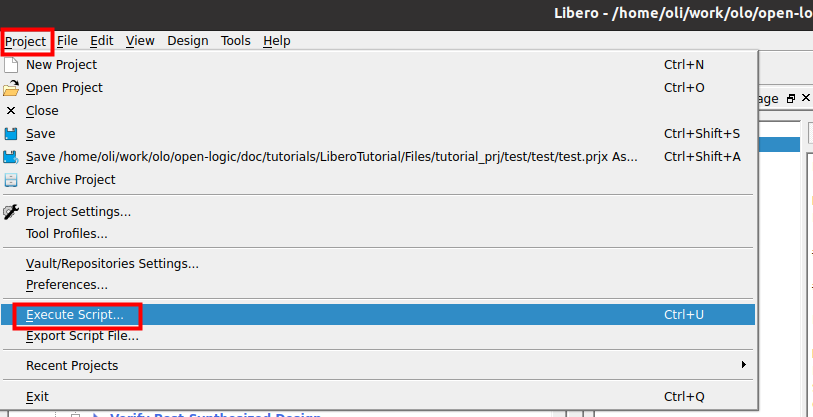 Libero - /home/oli/work/olo/open-lo
Project File Edit View Design Tools Help
New Project Ctrl+N
Open Project Ctrl+O
age
Close
Save Ctrl+Shift+S
Save /home/oli/work/olo/open-logic/doc/tutorials/LiberoTutorial/Files/tutorial_prj/test/test/test.prjx As... Ctrl+Shift+A
Archive Project
Project Settings...
Tool Profiles...
Vault/Repositories Settings...
Preferences...
Execute Script... Ctrl+U
Export Script File...
Recent Projects
Exit Ctrl+Q
Verify Post-Synthesized Design